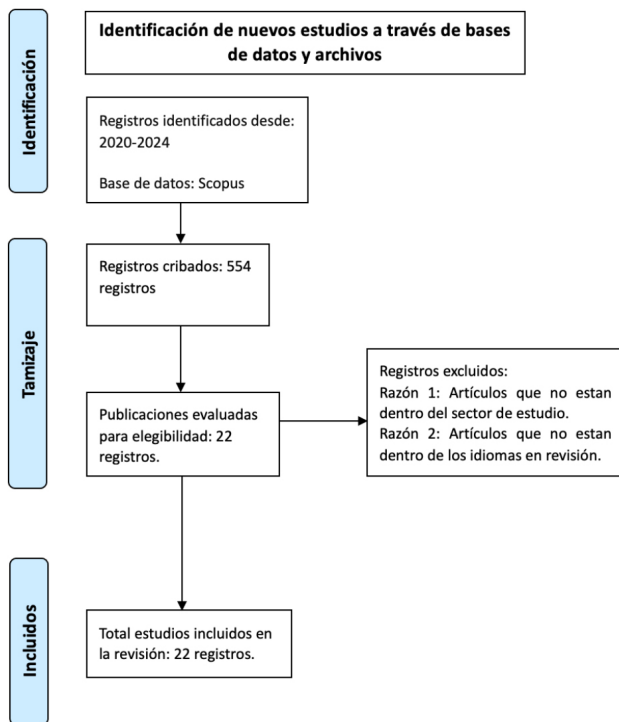 Identificación de nuevos estudios a través de bases
de datos y archivos
Identificación
Registros identificados desde:
2020-2024
Base de datos: Scopus
Tamizaje
Registros cribados: 554
registros
Publicaciones evaluadas
para elegibilidad: 22
registros.
Registros excluidos:
Razón 1: Artículos que no estan
dentro del sector de estudio.
Razón 2: Artículos que no estan
dentro de los idiomas en revisión.
Incluidos
Total estudios incluidos en
la revisión: 22 registros.